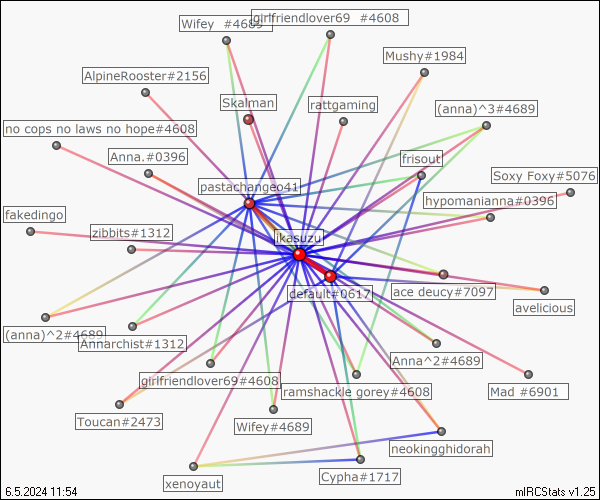 Wifey  #4689
girlfriendlover69  #4608
Mushy#1984
AlpineRooster#2156
Skalman
rattgaming
(anna)^3#4689
no cops no laws no hope#4608
Anna.#0396
frisout
Soxy Foxy#5076
pastachangeo41
hypomanianna#0396
fakedingo
zibbits#1312
ikasuzu
default#0617
ace deucy#7097
avelicious
(anna)^2#4689
Annarchist#1312
Anna^2#4689
girlfriendlover69#4608
ramshackle gorey#4608
Mad #6901
Toucan#2473
Wifey#4689
neokingghidorah
xenoyaut
Cypha#1717
6.5.2024 11:54
mIRCStats v1.25